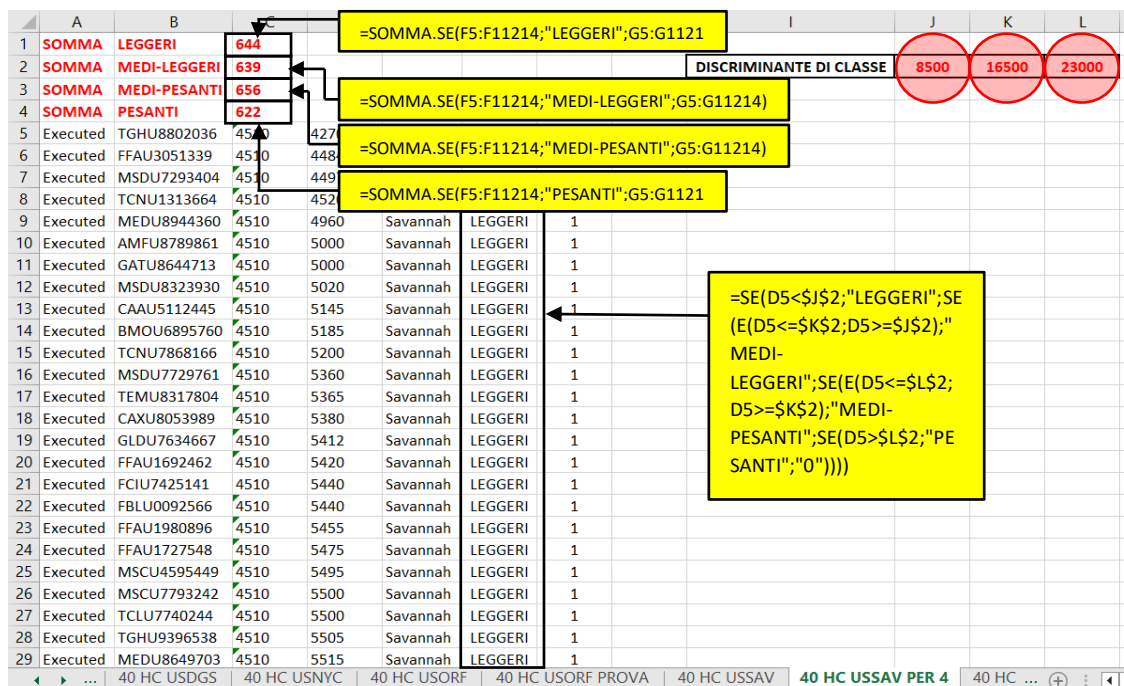 A B C I J K L
1 SOMMA LEGGERI 644
=SOMMA.SE(F5:F11214;"LEGGERI";G5:G1121
2 SOMMA MEDI-LEGGERI 639 DISCRIMINANTE DI CLASSE 8500 16500 23000
3 SOMMA MEDI-PESANTI 656
=SOMMA.SE(F5:F11214;"MEDI-LEGGERI";G5:G11214)
4 SOMMA PESANTI 622
5 Executed TGHU8802036 4510 4270
=SOMMA.SE(F5:F11214;"MEDI-PESANTI";G5:G11214)
6 Executed FFAU3051339 4510 448
7 Executed MSDU7293404 4510 449
8 Executed TCNU1313664 4510 452
=SOMMA.SE(F5:F11214;"PESANTI";G5:G1121
9 Executed MEDU8944360 4510 4960 Savannah LEGGERI 1
10 Executed AMFU8789861 4510 5000 Savannah LEGGERI 1
11 Executed GATU8644713 4510 5000 Savannah LEGGERI 1
12 Executed MSDU8323930 4510 5020 Savannah LEGGERI 1
13 Executed CAAU5112445 4510 5145 Savannah LEGGERI 1
14 Executed BMOU6895760 4510 5185 Savannah LEGGERI 1
15 Executed TCNU7868166 4510 5200 Savannah LEGGERI 1
16 Executed MSDU7729761 4510 5360 Savannah LEGGERI 1
17 Executed TEMU8317804 4510 5365 Savannah LEGGERI 1
18 Executed CAXU8053989 4510 5380 Savannah LEGGERI 1
19 Executed GLDU7634667 4510 5412 Savannah LEGGERI 1
20 Executed FFAU1692462 4510 5420 Savannah LEGGERI 1
21 Executed FCIU7425141 4510 5440 Savannah LEGGERI 1
22 Executed FBLU0092566 4510 5440 Savannah LEGGERI 1
23 Executed FFAU1980896 4510 5455 Savannah LEGGERI 1
24 Executed FFAU1727548 4510 5475 Savannah LEGGERI 1
25 Executed MSCU4595449 4510 5495 Savannah LEGGERI 1
26 Executed MSCU7793242 4510 5500 Savannah LEGGERI 1
27 Executed TCLU7740244 4510 5500 Savannah LEGGERI 1
28 Executed TGHU9396538 4510 5505 Savannah LEGGERI 1
29 Executed MEDU8649703 4510 5515 Savannah LEGGERI 1
=SE(D5<$J$2;"LEGGERI";SE
(E(D5<=$K$2;D5>=$J$2);"
MEDI-
LEGGERI";SE(E(D5<=$L$2;
D5>=$K$2);"MEDI-
PESANTI";SE(D5>$L$2;"PE
SANTI";"0"))))
... 40 HC USDGS 40 HC USNYC 40 HC USORF 40 HC USORF PROVA 40 HC USSAV 40 HC USSAV PER 4 40 HC ...